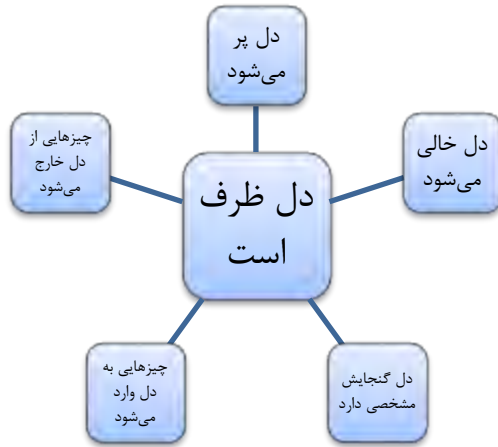 دل پر
می‌شود
دل خالی
می‌شود
چیزهایی از
دل خارج
می‌شود
دل ظرف
است
دل گنجایش
مشخصی دارد
چیزهایی به
دل وارد
می‌شود